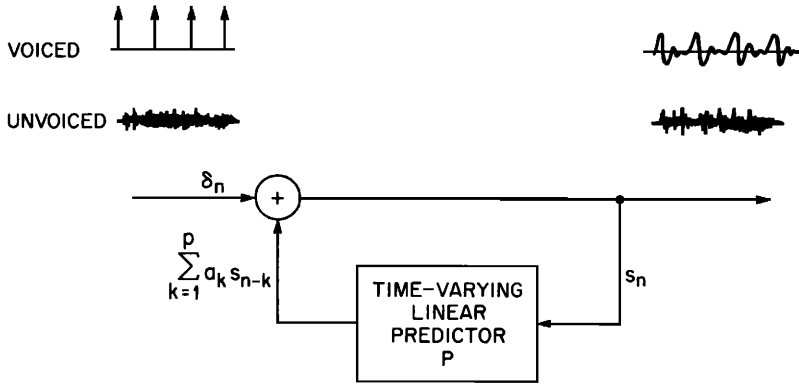 VOICED
UNVOICED
δn
+
p
∑ aₖ sₙ₋ₖ
k=1
TIME-VARYING
LINEAR
PREDICTOR
P
sn